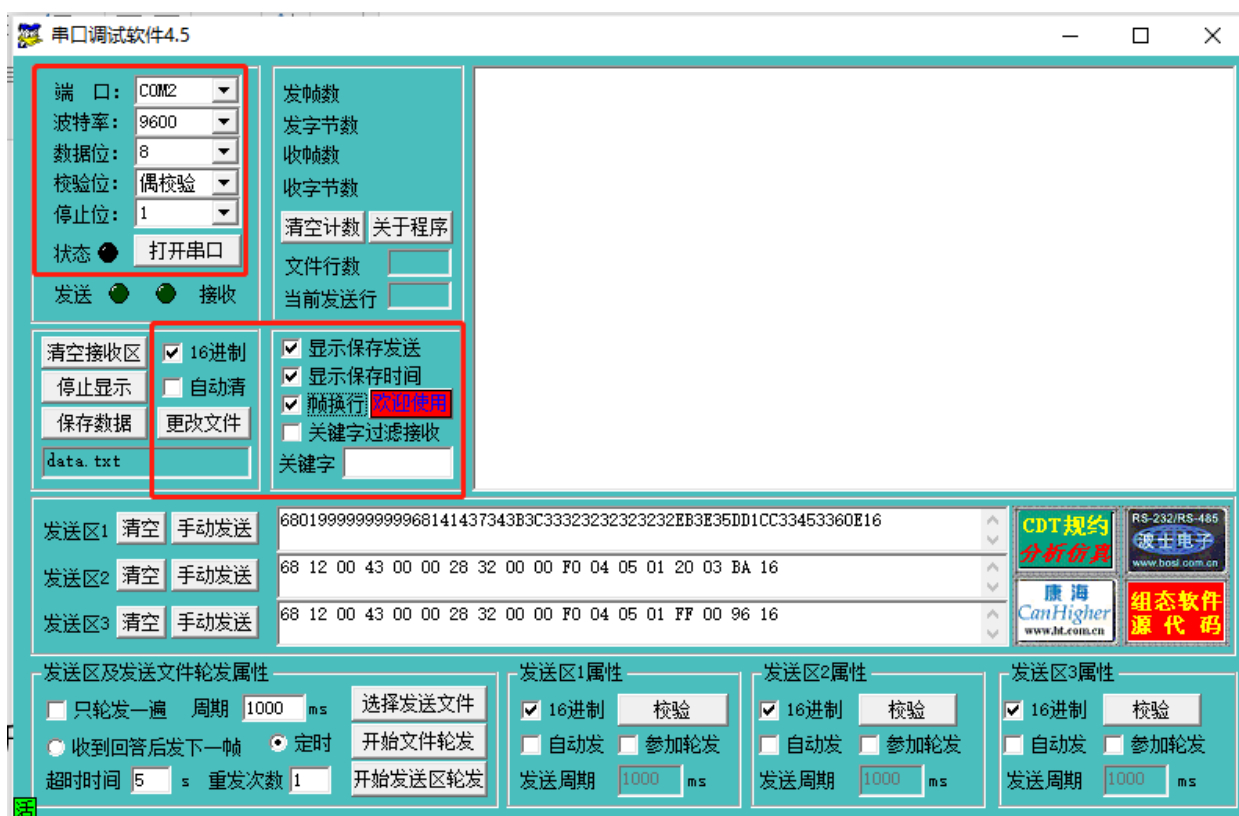 串口调试软件4.5
端 口： COM2
波特率： 9600
数据位： 8
校验位： 偶校验
停止位： 1
状态 打开串口
发送 接收
发帧数
发字节数
收帧数
收字节数
清空计数 关于程序
文件行数
当前发送行
清空接收区 16进制
停止显示 自动清
保存数据 更改文件
data.txt
显示保存发送
显示保存时间
帧换行 欢迎使用
关键字过滤接收
关键字
发送区1 清空 手动发送 6801999999999968141437343B3C33323232323232EB3E35DD1CC33453360E16
发送区2 清空 手动发送 68 12 00 43 00 00 28 32 00 00 F0 04 05 01 20 03 BA 16
发送区3 清空 手动发送 68 12 00 43 00 00 28 32 00 00 F0 04 05 01 FF 00 96 16
CDT规约
分析仿真
RS-232/RS-485
波士电子
www.bosi.com.cn
康海
CanHigher
www.ht.com.cn
组态软件
源代码
发送区及发送文件轮发属性
只轮发一遍 周期 1000 ms 选择发送文件
收到回答后发下一帧 定时 开始文件轮发
超时时间 5 s 重发次数 1 开始发送区轮发
发送区1属性
16进制 校验
自动发 参加轮发
发送周期 1000 ms
发送区2属性
16进制 校验
自动发 参加轮发
发送周期 1000 ms
发送区3属性
16进制 校验
自动发 参加轮发
发送周期 1000 ms
活